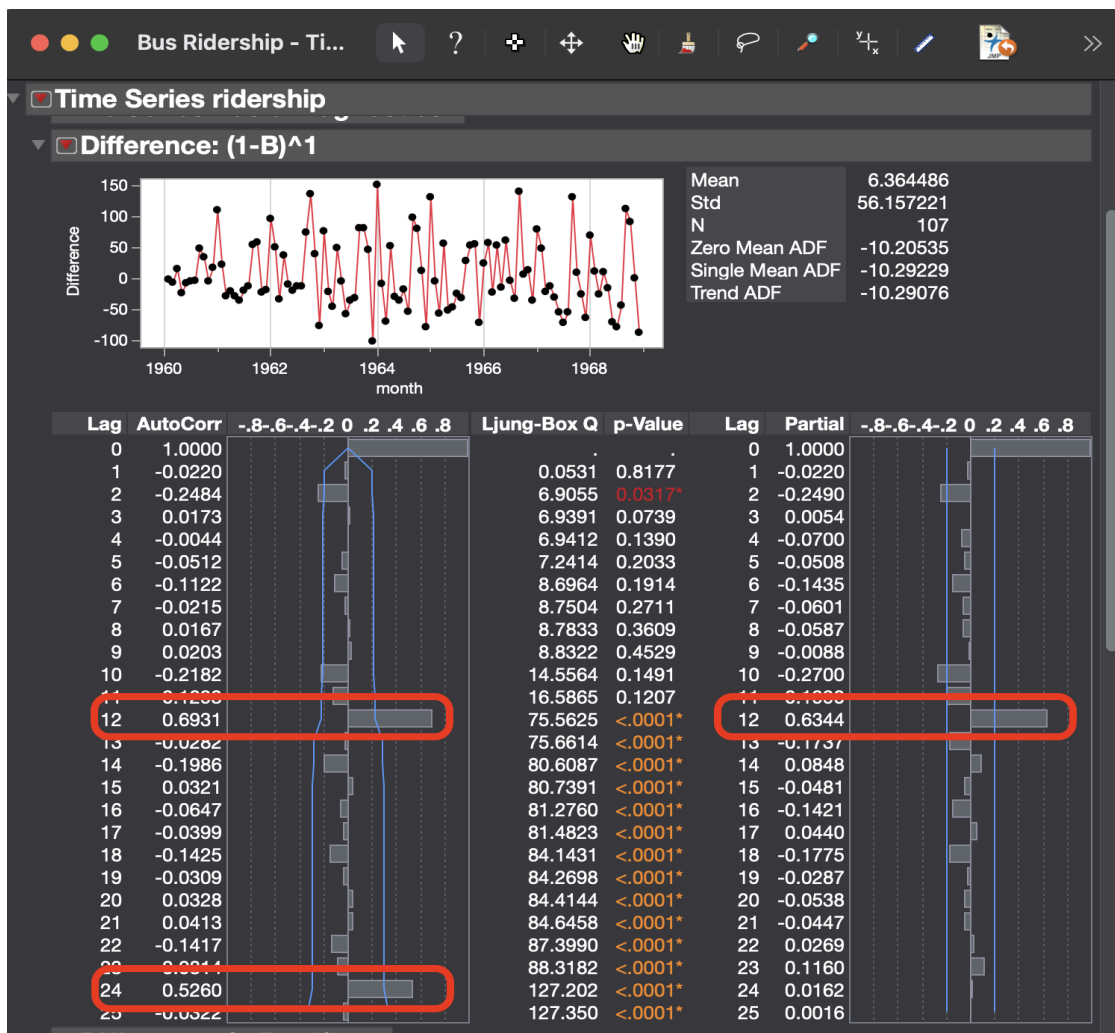 Bus Ridership - Ti...
?
y x
JMP
»
Time Series ridership
Difference: (1-B)^1
150
100
50
0
-50
-100
Difference
1960 1962 1964 1966 1968
month
Mean 6.364486
Std 56.157221
N 107
Zero Mean ADF -10.20535
Single Mean ADF -10.29229
Trend ADF -10.29076
Lag AutoCorr -.8-.6-.4-.2 0 .2 .4 .6 .8 Ljung-Box Q p-Value Lag Partial -.8-.6-.4-.2 0 .2 .4 .6 .8
0 1.0000 . . 0 1.0000
1 -0.0220 0.0531 0.8177 1 -0.0220
2 -0.2484 6.9055 0.0317* 2 -0.2490
3 0.0173 6.9391 0.0739 3 0.0054
4 -0.0044 6.9412 0.1390 4 -0.0700
5 -0.0512 7.2414 0.2033 5 -0.0508
6 -0.1122 8.6964 0.1914 6 -0.1435
7 -0.0215 8.7504 0.2711 7 -0.0601
8 0.0167 8.7833 0.3609 8 -0.0587
9 0.0203 8.8322 0.4529 9 -0.0088
10 -0.2182 14.5564 0.1491 10 -0.2700
11 16.5865 0.1207 11
12 0.6931 75.5625 <.0001* 12 0.6344
13 -0.0282 75.6614 <.0001* 13 -0.1737
14 -0.1986 80.6087 <.0001* 14 0.0848
15 0.0321 80.7391 <.0001* 15 -0.0481
16 -0.0647 81.2760 <.0001* 16 -0.1421
17 -0.0399 81.4823 <.0001* 17 0.0440
18 -0.1425 84.1431 <.0001* 18 -0.1775
19 -0.0309 84.2698 <.0001* 19 -0.0287
20 0.0328 84.4144 <.0001* 20 -0.0538
21 0.0413 84.6458 <.0001* 21 -0.0447
22 -0.1417 87.3990 <.0001* 22 0.0269
23 88.3182 <.0001* 23 0.1160
24 0.5260 127.202 <.0001* 24 0.0162
25 -0.0322 127.350 <.0001* 25 0.0016